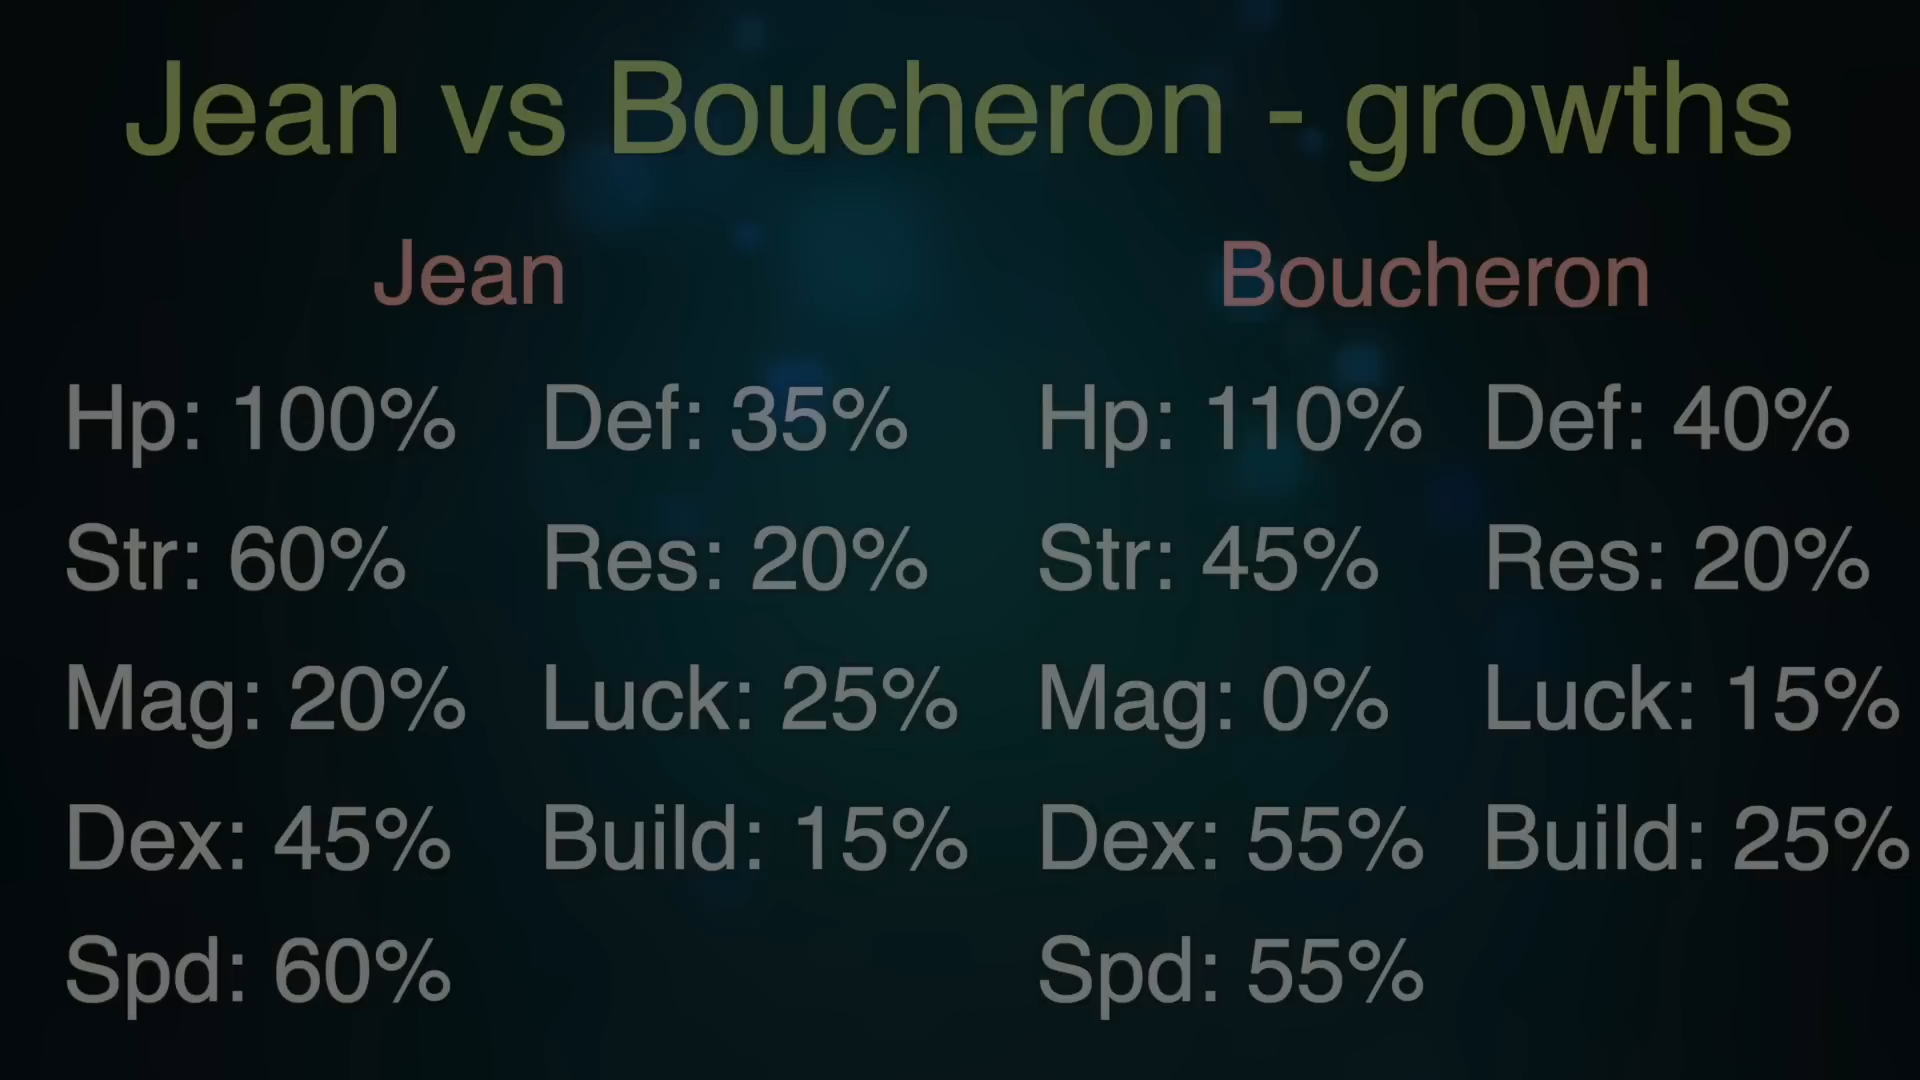 Jean vs Boucheron - growths
Jean Boucheron
Hp: 100% Def: 35% Hp: 110% Def: 40%
Str: 60% Res: 20% Str: 45% Res: 20%
Mag: 20% Luck: 25% Mag: 0% Luck: 15%
Dex: 45% Build: 15% Dex: 55% Build: 25%
Spd: 60% Spd: 55%